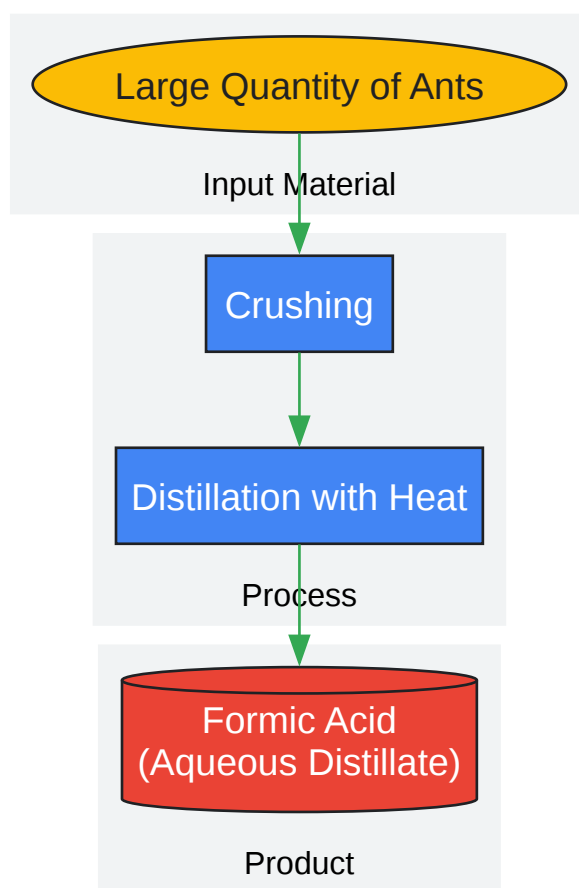 Large Quantity of Ants
Input Material
Crushing
Distillation with Heat
Process
Formic Acid
(Aqueous Distillate)
Product